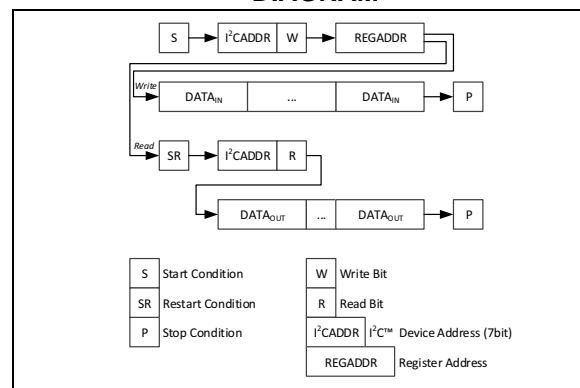 DIAGRAM
S I²CADDR W REGADDR
Write
DATAIN ... DATAIN P
Read
SR I²CADDR R
DATAOUT ... DATAOUT P
S Start Condition W Write Bit
SR Restart Condition R Read Bit
P Stop Condition I²CADDR I²C™ Device Address (7bit)
REGADDR Register Address